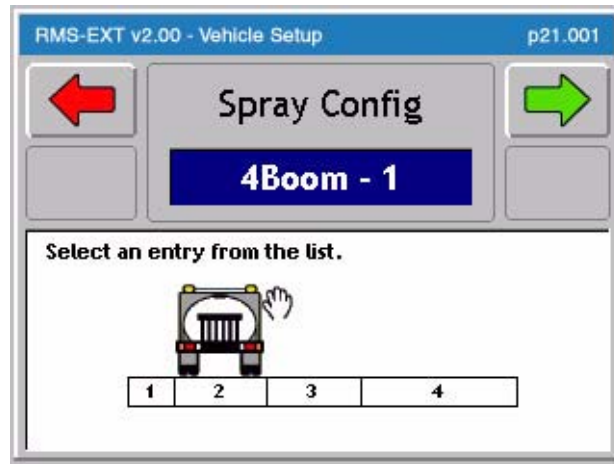 RMS-EXT v2.00 - Vehicle Setup p21.001
Spray Config
4Boom - 1
Select an entry from the list.
1 2 3 4